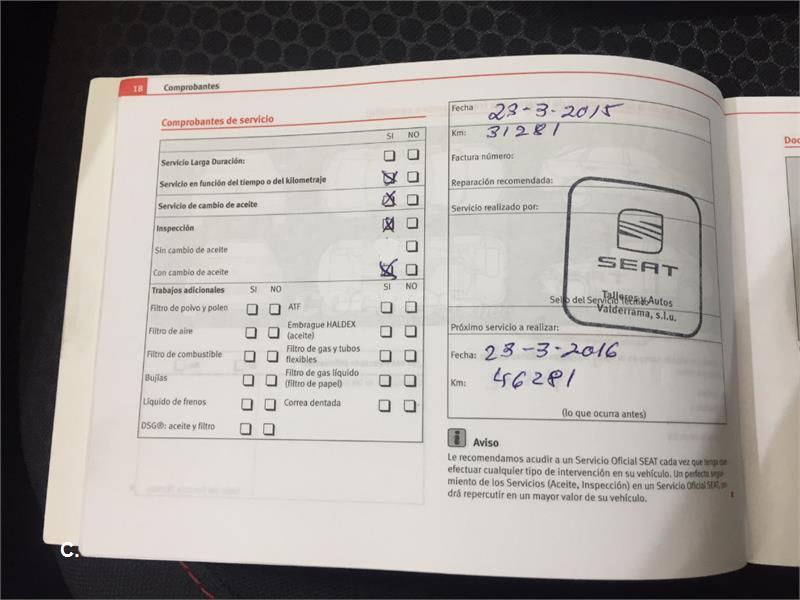 18 Comprobantes
Comprobantes de servicio
SI NO
Servicio Larga Duración:
Servicio en función del tiempo o del kilometraje
Servicio de cambio de aceite
Inspección
Sin cambio de aceite
Con cambio de aceite
Trabajos adicionales SI NO SI NO
Filtro de polvo y polen ATF
Filtro de aire Embrague HALDEX
(aceite)
Filtro de combustible Filtro de gas y tubos
flexibles
Bujías Filtro de gas líquido
(filtro de papel)
Líquido de frenos Correa dentada
DSG®: aceite y filtro
Fecha 23-3-2015
Km: 31281
Factura número:
Reparación recomendada:
Servicio realizado por:
SEAT
Sello del Servicio Técnico
Talleres y Autos
Valderrama, s.l.u.
Próximo servicio a realizar:
Fecha: 23-3-2016
Km: 46281
(lo que ocurra antes)
i Aviso
Le recomendamos acudir a un Servicio Oficial SEAT cada vez que tenga que
efectuar cualquier tipo de intervención en su vehículo. Un perfecto segui-
miento de los Servicios (Aceite, Inspección) en un Servicio Oficial SEAT, po-
drá repercutir en un mayor valor de su vehículo.
Doc
C.